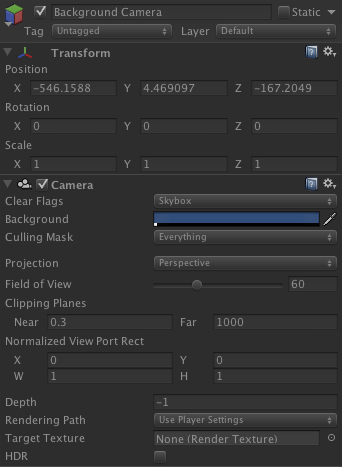 Background Camera Static
Tag Untagged Layer Default
Transform
Position
X -546.1588 Y 4.469097 Z -167.2049
Rotation
X 0 Y 0 Z 0
Scale
X 1 Y 1 Z 1
Camera
Clear Flags Skybox
Background
Culling Mask Everything
Projection Perspective
Field of View 60
Clipping Planes
Near 0.3 Far 1000
Normalized View Port Rect
X 0 Y 0
W 1 H 1
Depth -1
Rendering Path Use Player Settings
Target Texture None (Render Texture)
HDR